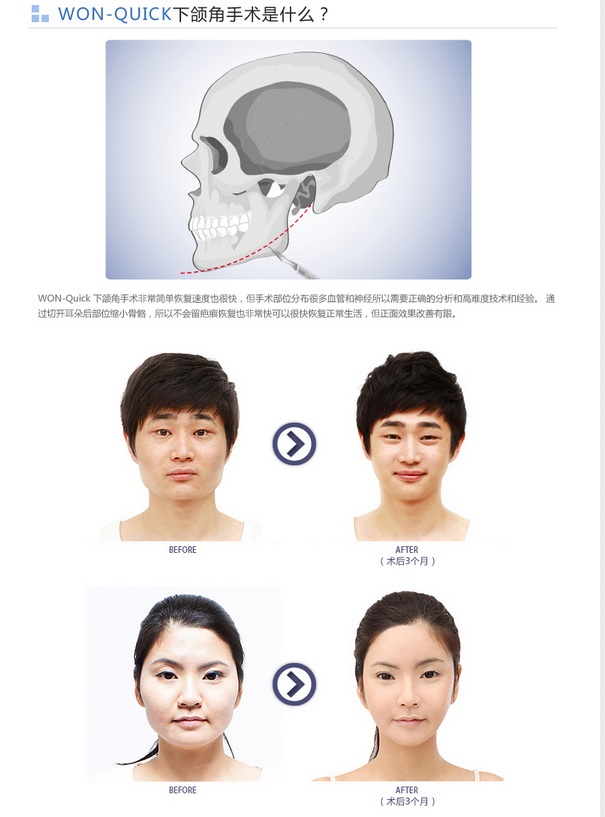 WON-QUICK下颌角手术是什么？
WON-Quick 下颌角手术非常简单恢复速度也很快，但手术部位分布很多血管和神经所以需要正确的分析和高难度技术和经验。 通
过切开耳朵后部位缩小骨骼，所以不会留疤痕恢复也非常快可以很快恢复正常生活，但正面效果改善有限。
BEFORE
AFTER
（术后3个月）
BEFORE
AFTER
（术后3个月）